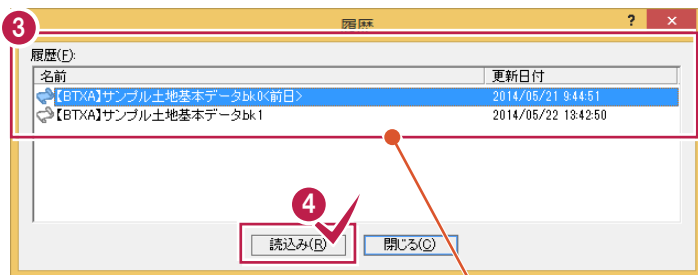 3
履歴
?
×
履歴(F):
名前 更新日付
【BTXA】サンプル土地基本データbk0<前日> 2014/05/21 9:44:51
【BTXA】サンプル土地基本データbk1 2014/05/22 13:42:50
4
読込み(R) 閉じる(C)